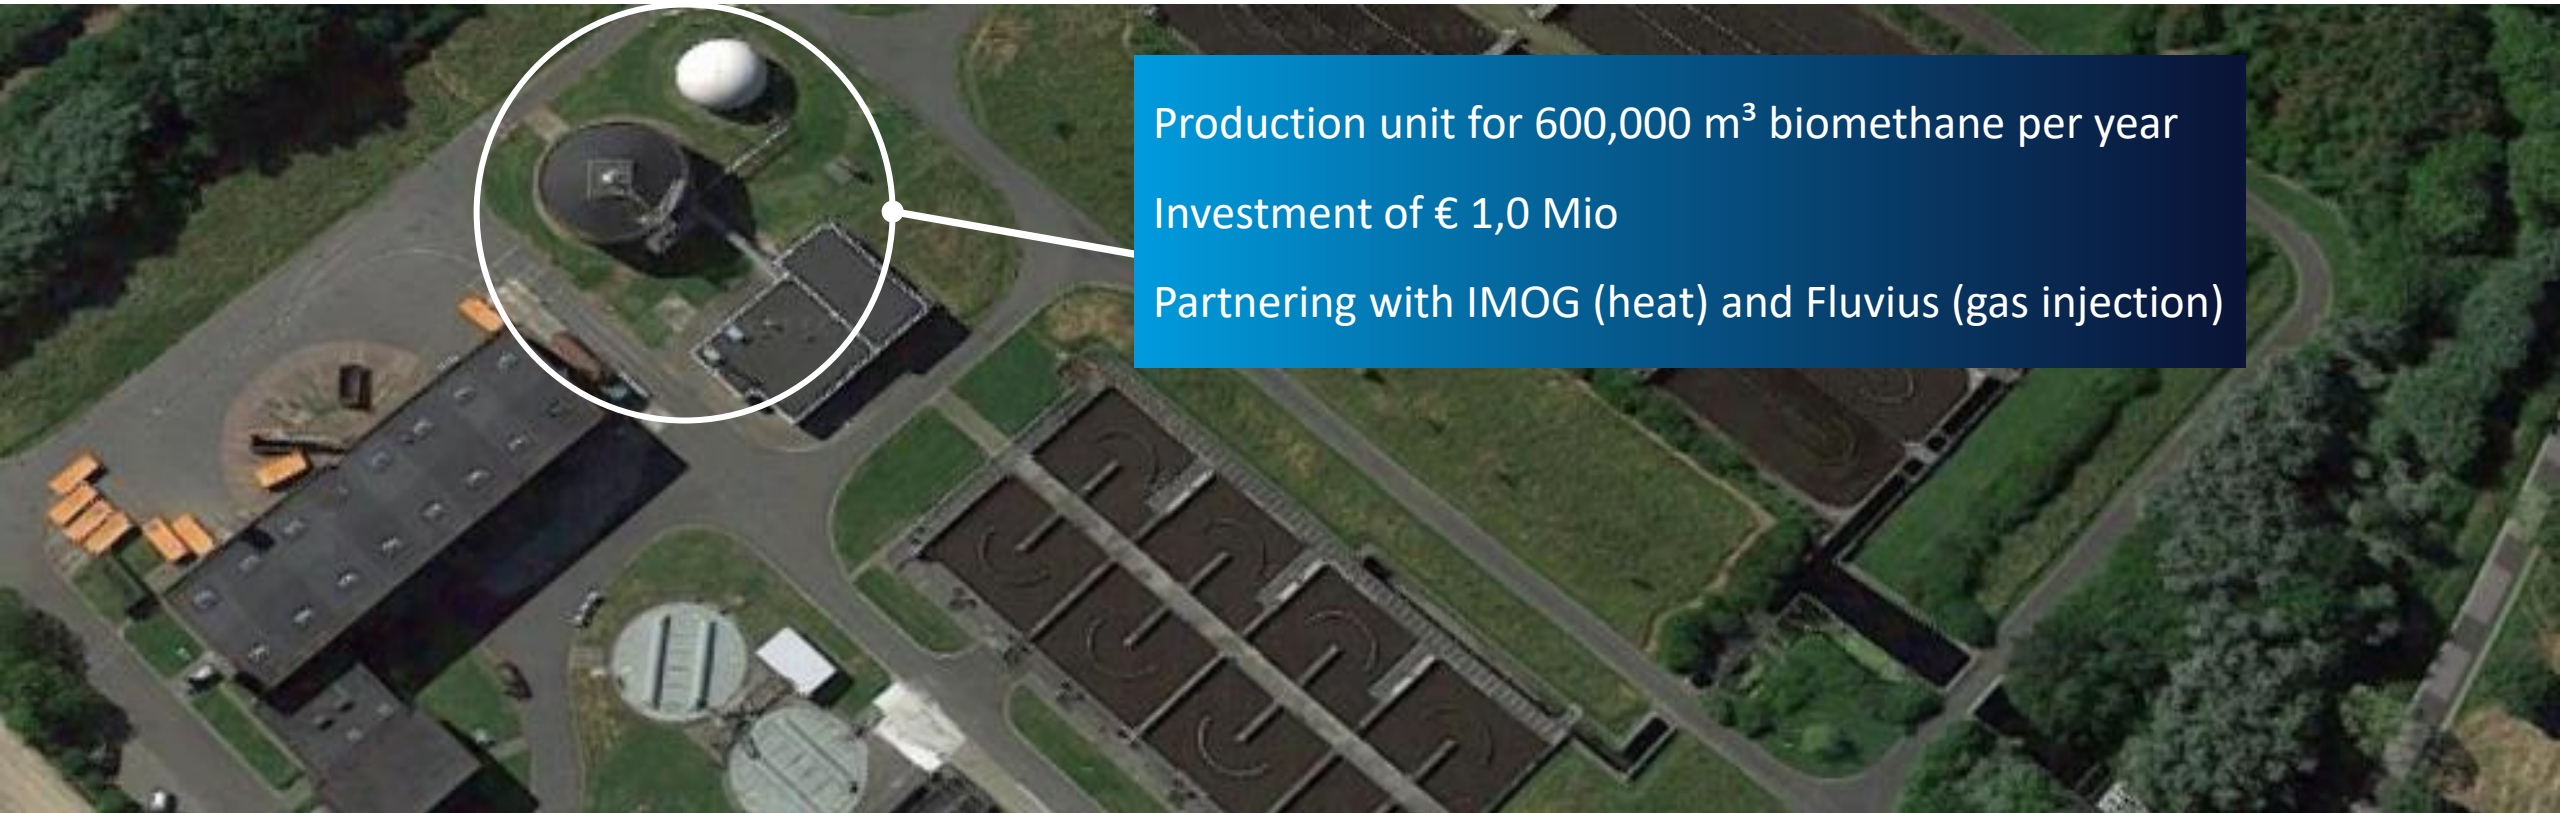 Production unit for 600,000 m³ biomethane per year
Investment of € 1,0 Mio
Partnering with IMOG (heat) and Fluvius (gas injection)